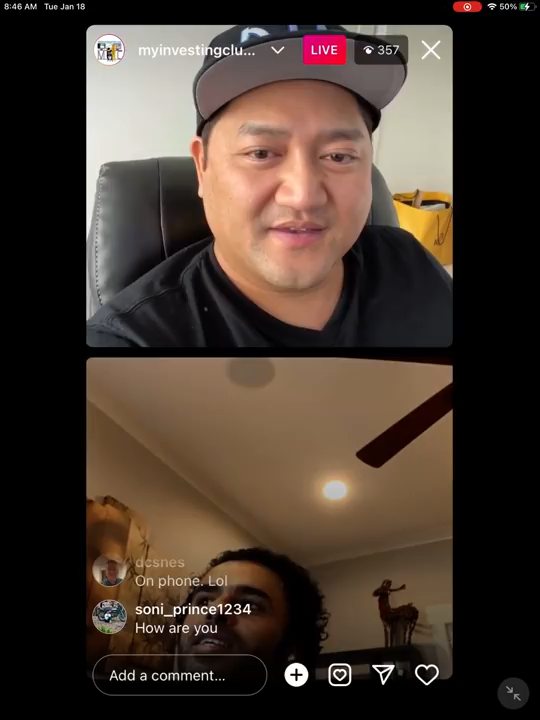 8:46 AM Tue Jan 18
50%
myinvestingclu...
LIVE
357
dcsnes
On phone. Lol
soni_prince1234
How are you
Add a comment...